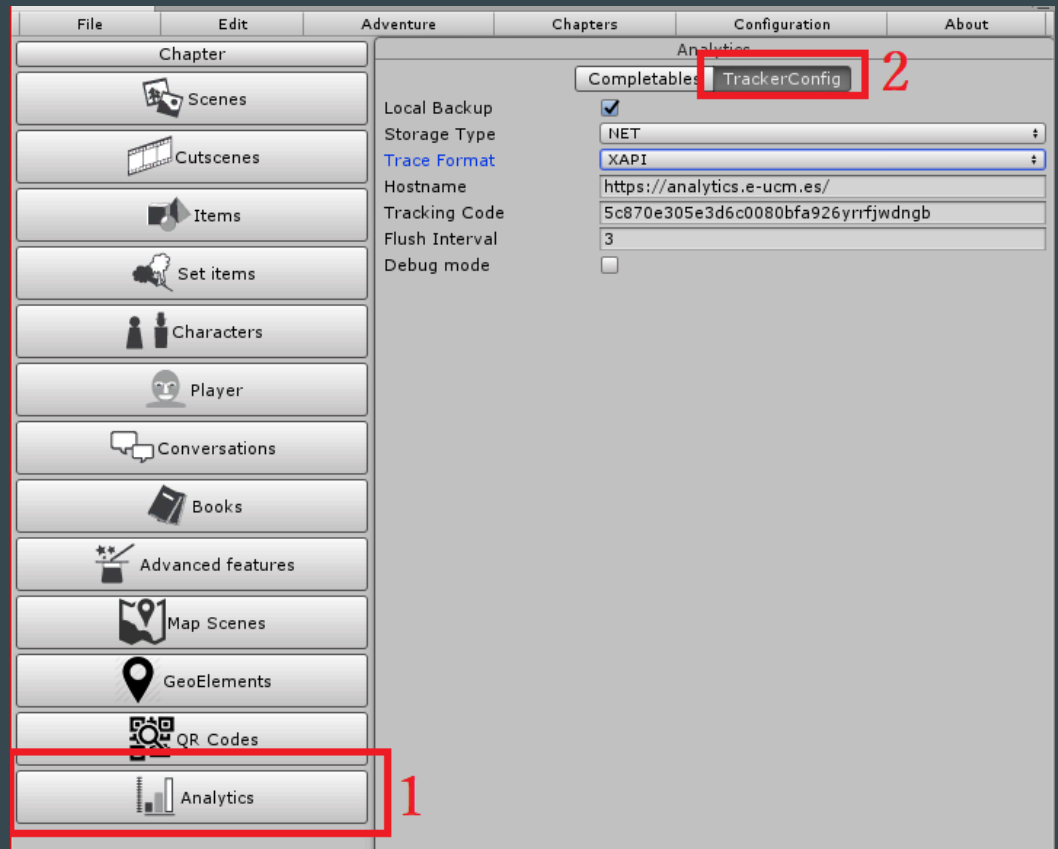 File Edit Adventure Chapters Configuration About
Chapter
Scenes
Cutscenes
Items
Set items
Characters
Player
Conversations
Books
Advanced features
Map Scenes
GeoElements
QR Codes
Analytics
1
Analytics
Completables TrackerConfig 2
Local Backup
Storage Type NET
Trace Format XAPI
Hostname https://analytics.e-ucm.es/
Tracking Code 5c870e305e3d6c0080bfa926yrrfjwdngb
Flush Interval 3
Debug mode